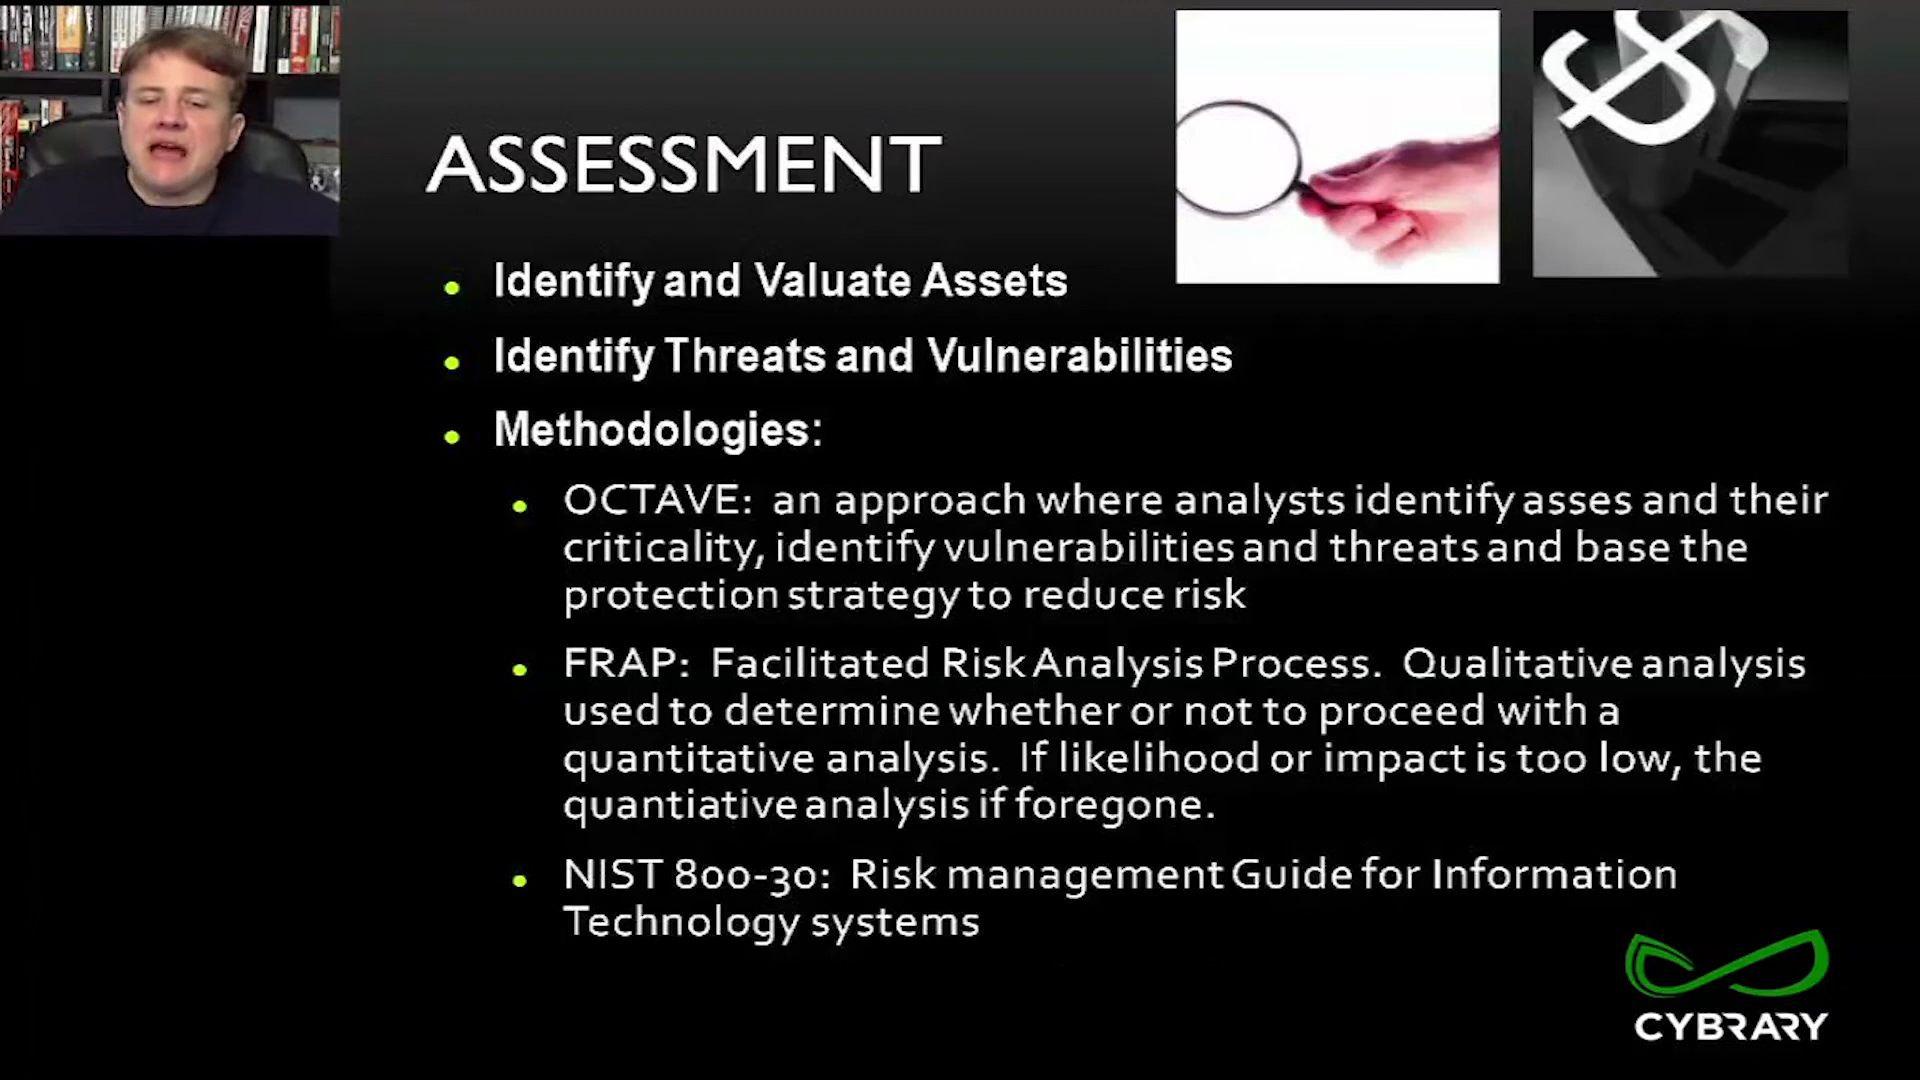 ASSESSMENT
Identify and Valuate Assets
Identify Threats and Vulnerabilities
Methodologies:
OCTAVE: an approach where analysts identify asses and their
criticality, identify vulnerabilities and threats and base the
protection strategy to reduce risk
FRAP: Facilitated Risk Analysis Process. Qualitative analysis
used to determine whether or not to proceed with a
quantitative analysis. If likelihood or impact is too low, the
quantiative analysis if foregone.
NIST 800-30: Risk management Guide for Information
Technology systems
CYBRARY